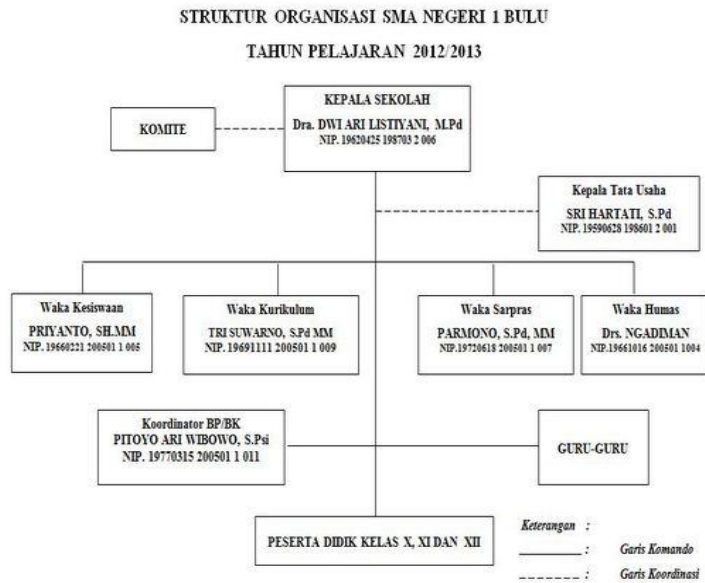 STRUKTUR ORGANISASI SMA NEGERI 1 BULU
TAHUN PELAJARAN 2012/2013
KEPALA SEKOLAH
Dra. DWI ARI LISTIYANI, M.Pd
NIP. 19620425 198703 2 006
KOMITE
Kepala Tata Usaha
SRI HARTATI, S.Pd
NIP. 19590628 198601 2 001
Waka Kesiswaan
PRIYANTO, SH.MM
NIP. 19660221 200501 1 005
Waka Kurikulum
TRI SUWARNO, S.Pd MM
NIP. 19691111 200501 1 009
Waka Sarpras
PARMONO, S.Pd, MM
NIP.19720618 200501 1 007
Waka Humas
Drs. NGADIMAN
NIP.19661016 200501 1004
Koordinator BP/BK
PITOYO ARI WIBOWO, S.Psi
NIP. 19770315 200501 1 011
GURU-GURU
PESERTA DIDIK KELAS X, XI DAN XII
Keterangan :
: Garis Komando
: Garis Koordinasi